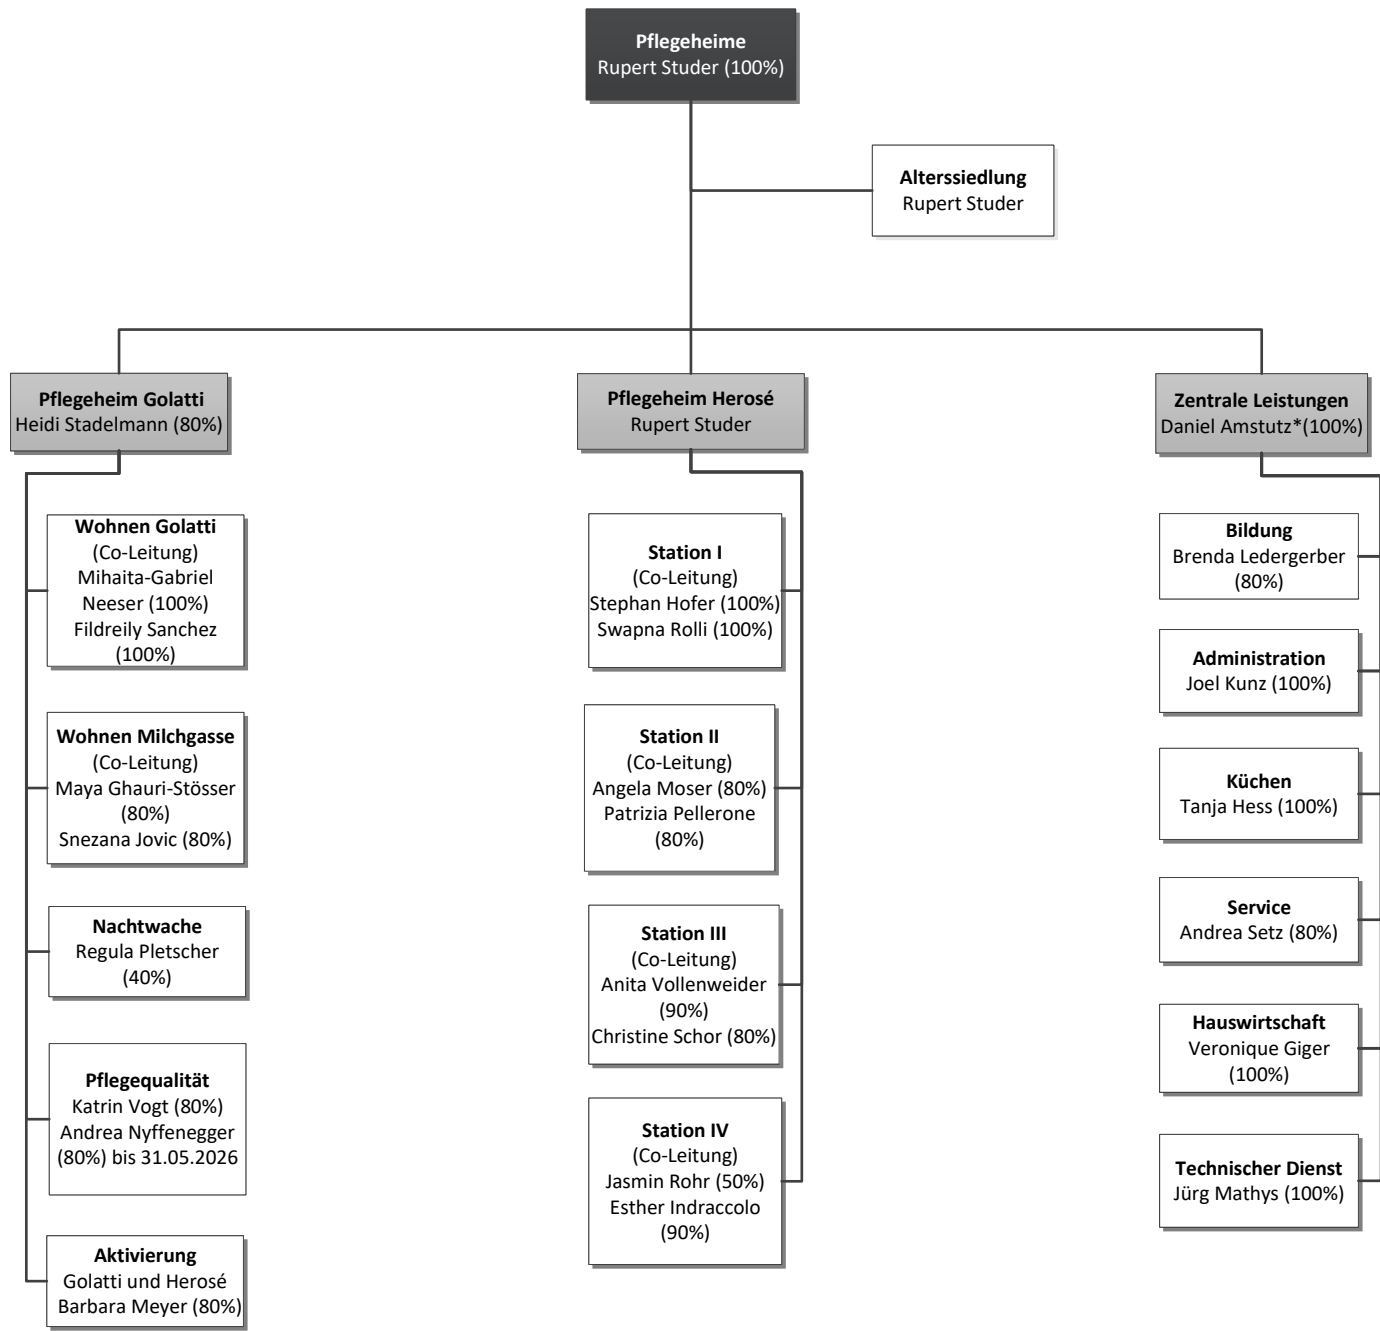 Pflegeheime
Rupert Studer (100%)
Alterssiedlung
Rupert Studer
Pflegeheim Golatti
Heidi Stadelmann (80%)
Wohnen Golatti
(Co-Leitung)
Mihaita-Gabriel
Neeser (100%)
Fildreily Sanchez
(100%)
Wohnen Milchgasse
(Co-Leitung)
Maya Ghauri-Stösser
(80%)
Snezana Jovic (80%)
Nachtwache
Regula Pletscher
(40%)
Pflegequalität
Katrin Vogt (80%)
Andrea Nyffenegger
(80%) bis 31.05.2026
Aktivierung
Golatti und Herosé
Barbara Meyer (80%)
Pflegeheim Herosé
Rupert Studer
Station I
(Co-Leitung)
Stephan Hofer (100%)
Swapna Rolli (100%)
Station II
(Co-Leitung)
Angela Moser (80%)
Patrizia Pellerone
(80%)
Station III
(Co-Leitung)
Anita Vollenweider
(90%)
Christine Schor (80%)
Station IV
(Co-Leitung)
Jasmin Rohr (50%)
Esther Indraccolo
(90%)
Zentrale Leistungen
Daniel Amstutz*(100%)
Bildung
Brenda Ledergerber
(80%)
Administration
Joel Kunz (100%)
Küchen
Tanja Hess (100%)
Service
Andrea Setz (80%)
Hauswirtschaft
Veronique Giger
(100%)
Technischer Dienst
Jürg Mathys (100%)